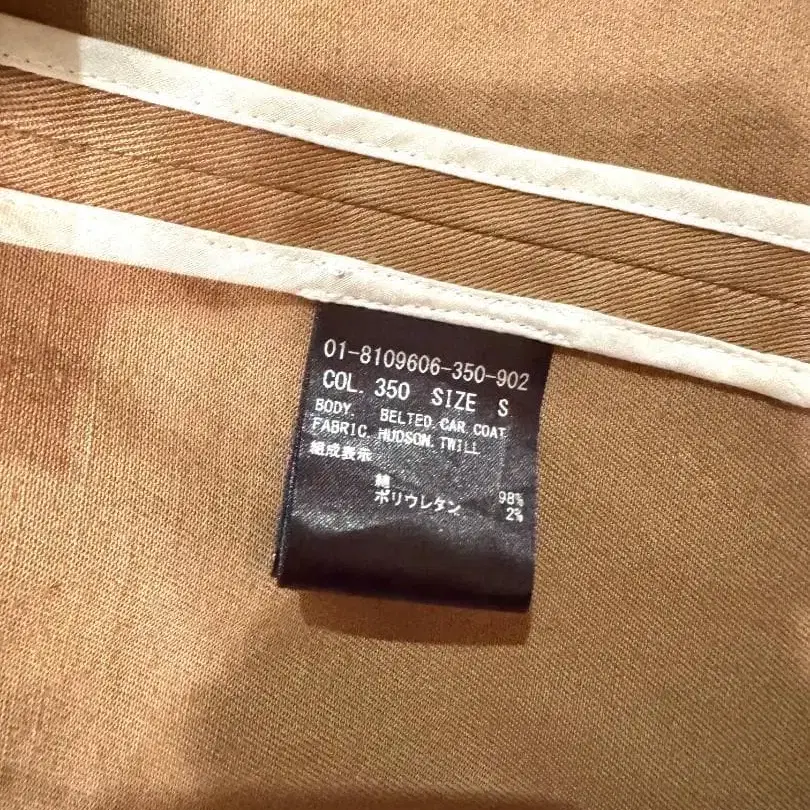 01-8109606-350-902
COL. 350 SIZE S
BODY. BELTED.CAR.COAT
FABRIC.HUDSON.TWILL
組成表示
綿 98%
ポリウレタン 2%